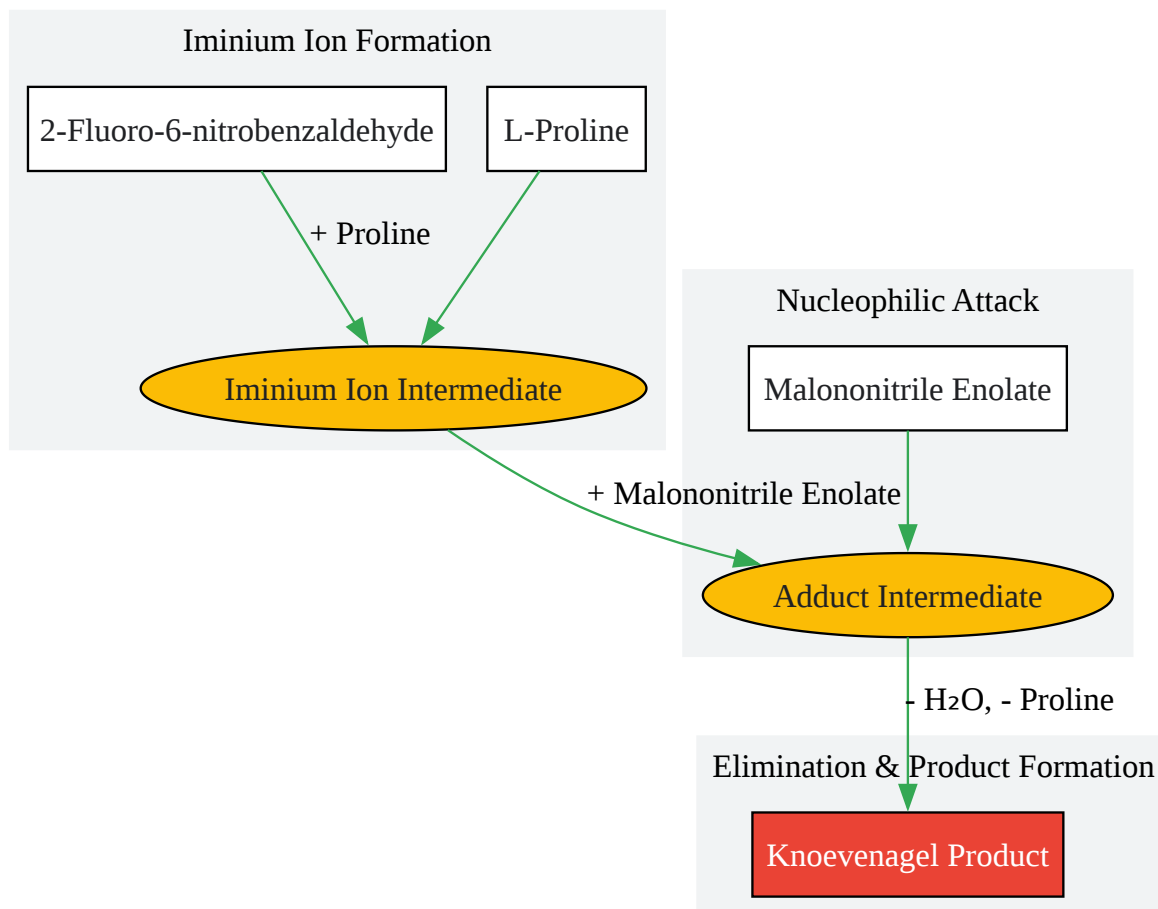 Iminium Ion Formation
2-Fluoro-6-nitrobenzaldehyde
L-Proline
+ Proline
Iminium Ion Intermediate
Nucleophilic Attack
Malononitrile Enolate
+ Malononitrile Enolate
Adduct Intermediate
- H₂O, - Proline
Elimination & Product Formation
Knoevenagel Product